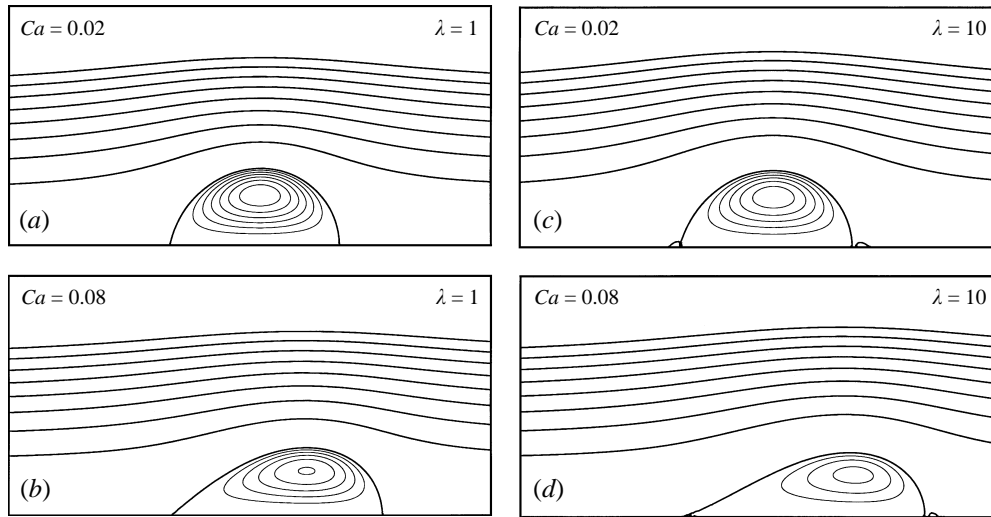 Ca = 0.02 λ = 1
(a)
Ca = 0.02 λ = 10
(c)
Ca = 0.08 λ = 1
(b)
Ca = 0.08 λ = 10
(d)